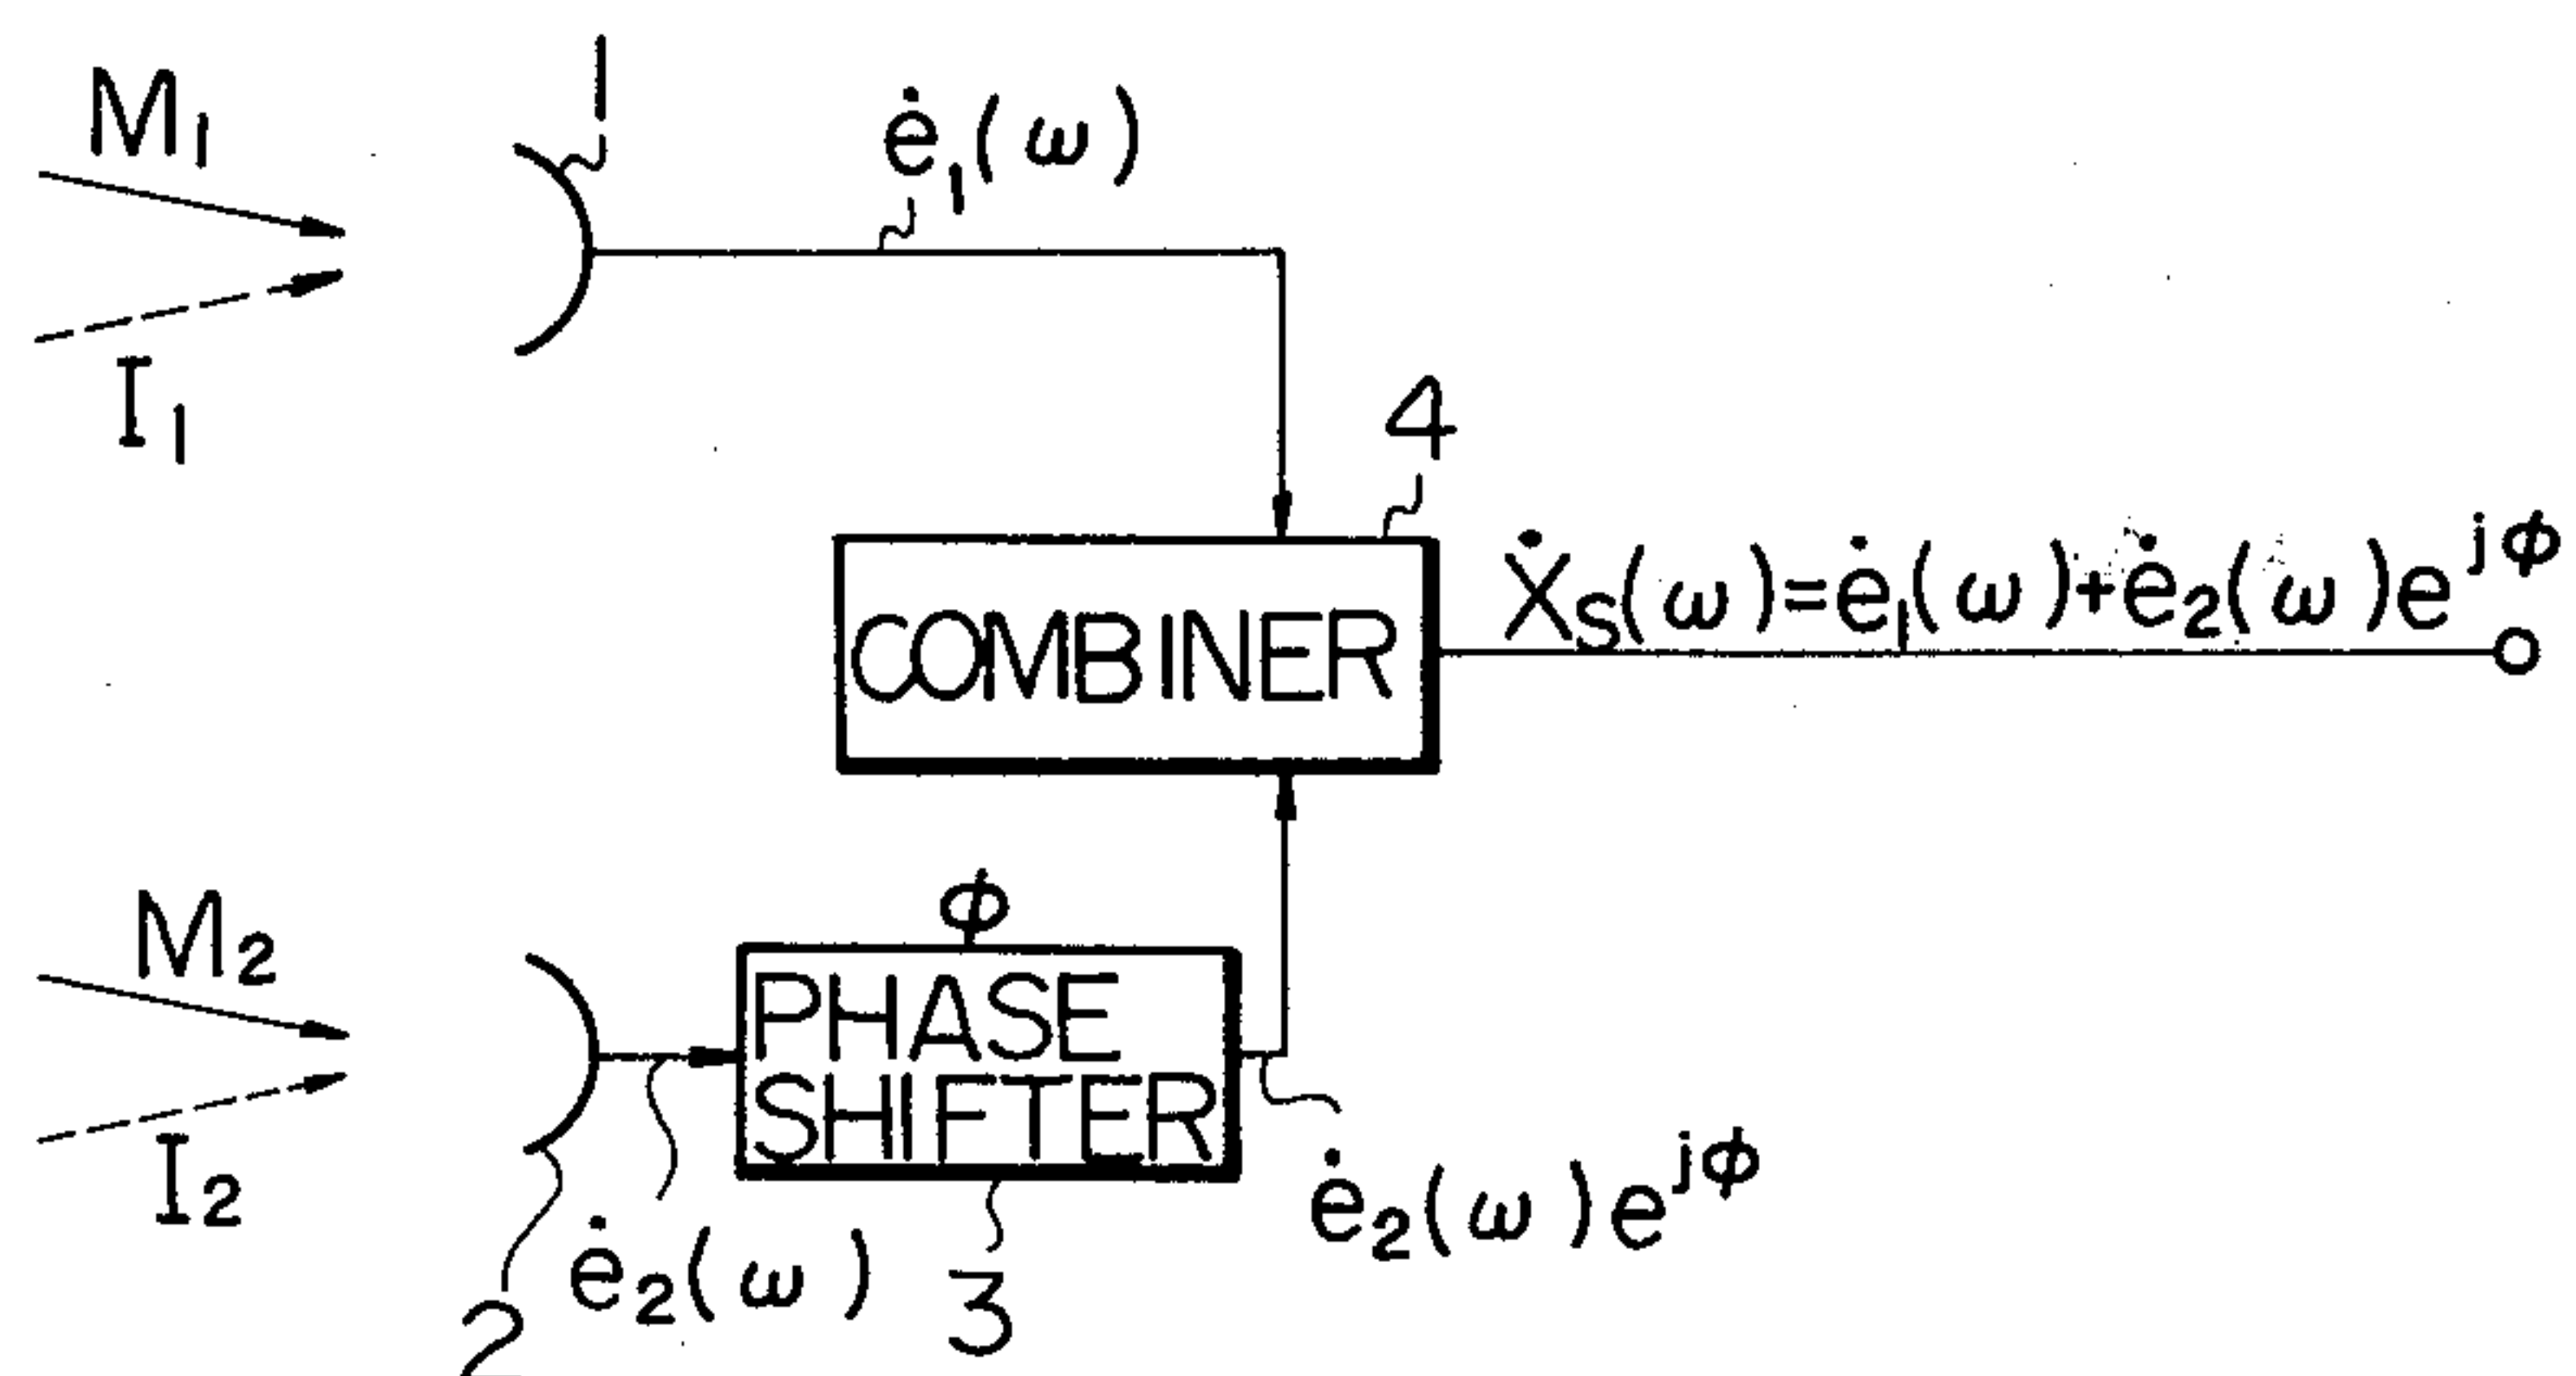 M₁
1
ė₁(ω)
I₁
4
COMBINER
Ẋₛ(ω)=ė₁(ω)+ė₂(ω)e^jϕ
M₂
ϕ
PHASE
SHIFTER
I₂
2
ė₂(ω)
3
ė₂(ω)e^jϕ